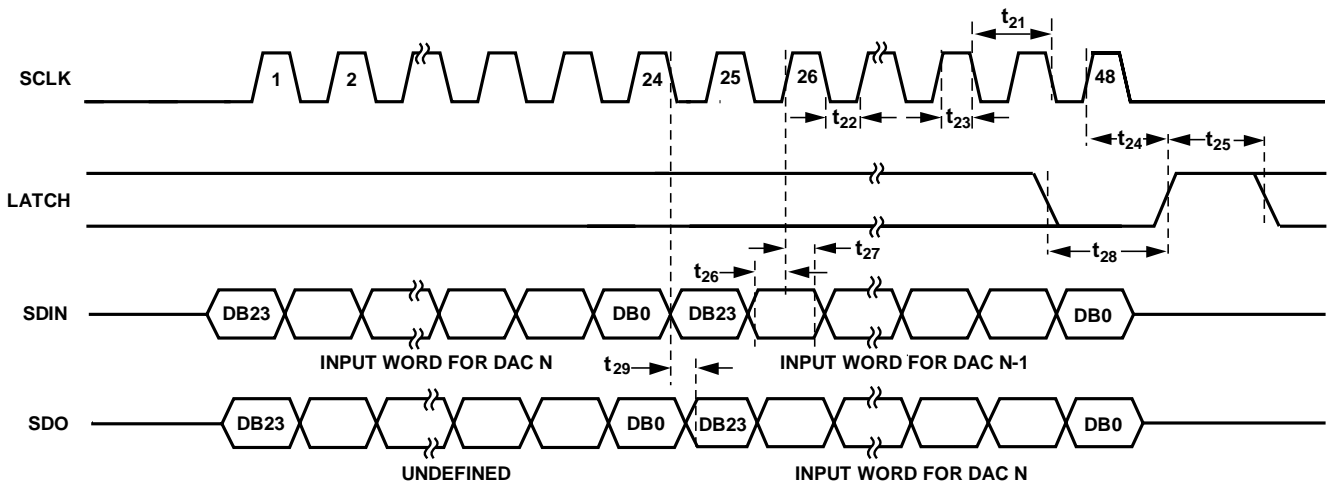 t21
SCLK
1 2 24 25 26 48
t22 t23 t24 t25
LATCH
t27 t28
t26
SDIN
DB23 DB0 DB23 DB0
INPUT WORD FOR DAC N INPUT WORD FOR DAC N-1
t29
SDO
DB23 DB0 DB23 DB0
UNDEFINED INPUT WORD FOR DAC N